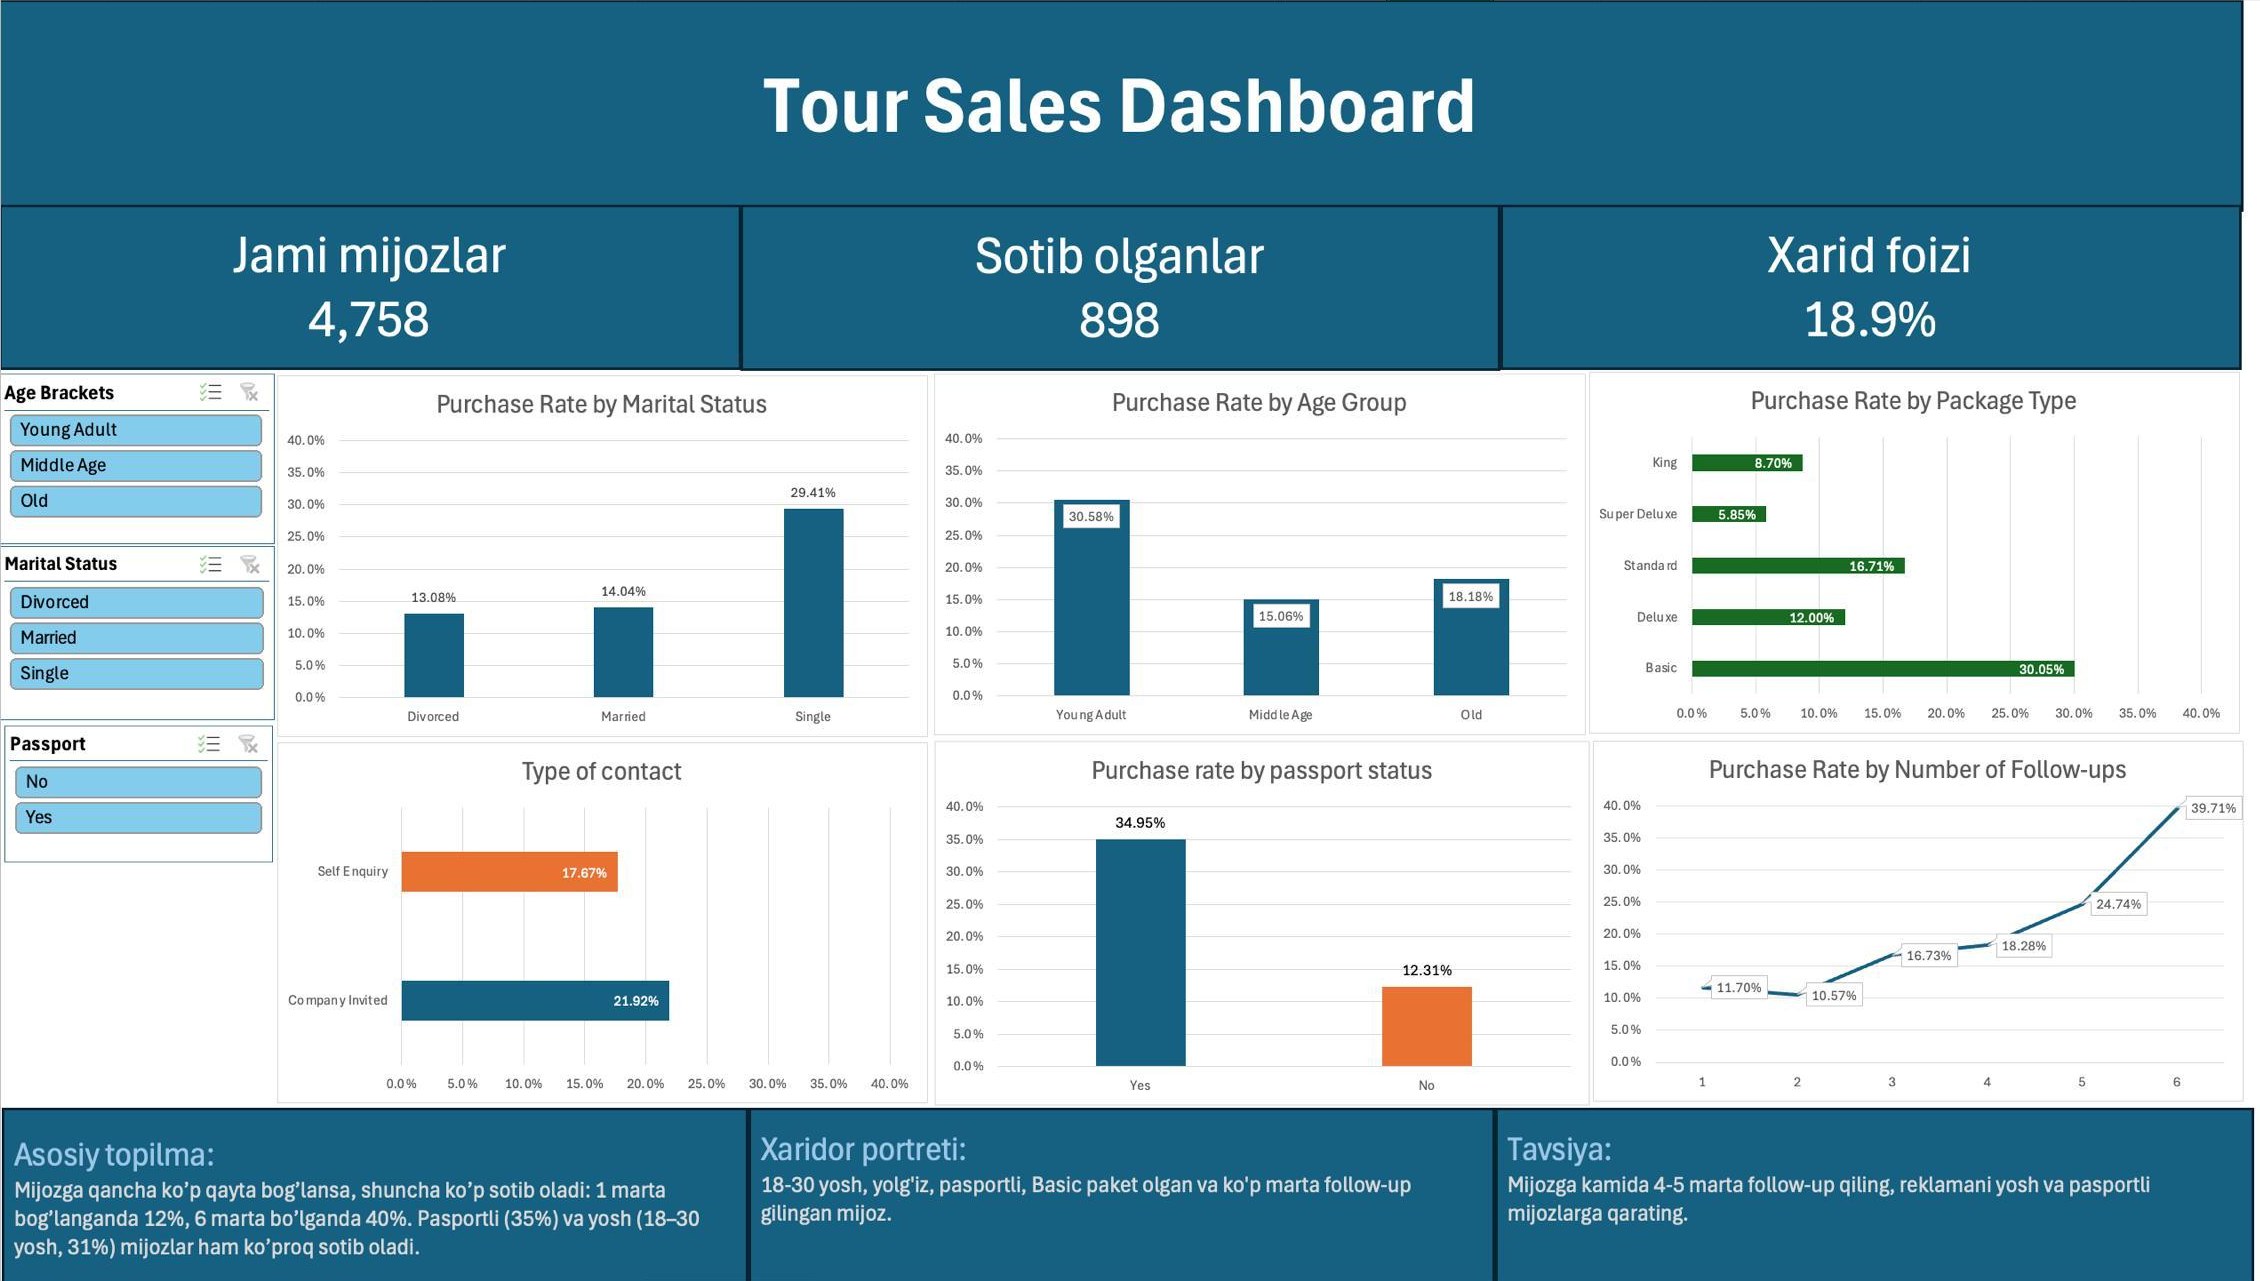 Tour Sales Dashboard
Jami mijozlar
4,758
Sotib olganlar
898
Xarid foizi
18.9%
Age Brackets
Young Adult
Middle Age
Old
Marital Status
Divorced
Married
Single
Passport
No
Yes
Purchase Rate by Marital Status
40.0%
35.0%
30.0%
25.0%
20.0%
15.0%
10.0%
5.0%
0.0%
13.08%
14.04%
29.41%
Divorced
Married
Single
Purchase Rate by Age Group
40.0%
35.0%
30.0%
25.0%
20.0%
15.0%
10.0%
5.0%
0.0%
30.58%
15.06%
18.18%
Young Adult
Middle Age
Old
Purchase Rate by Package Type
King
8.70%
Super Deluxe
5.85%
Standard
16.71%
Deluxe
12.00%
Basic
30.05%
0.0% 5.0% 10.0% 15.0% 20.0% 25.0% 30.0% 35.0% 40.0%
Type of contact
Self Enquiry
17.67%
Company Invited
21.92%
0.0% 5.0% 10.0% 15.0% 20.0% 25.0% 30.0% 35.0% 40.0%
Purchase rate by passport status
40.0%
35.0%
30.0%
25.0%
20.0%
15.0%
10.0%
5.0%
0.0%
34.95%
12.31%
Yes
No
Purchase Rate by Number of Follow-ups
40.0%
35.0%
30.0%
25.0%
20.0%
15.0%
10.0%
5.0%
0.0%
11.70%
10.57%
16.73%
18.28%
24.74%
39.71%
1 2 3 4 5 6
Asosiy topilma:
Mijozga qancha ko’p qayta bog’lansa, shuncha ko’p sotib oladi: 1 marta
bog’langanda 12%, 6 marta bo’lganda 40%. Pasportli (35%) va yosh (18–30
yosh, 31%) mijozlar ham ko’proq sotib oladi.
Xaridor portreti:
18-30 yosh, yolg'iz, pasportli, Basic paket olgan va ko'p marta follow-up
gilingan mijoz.
Tavsiya:
Mijozga kamida 4-5 marta follow-up qiling, reklamani yosh va pasportli
mijozlarga qarating.